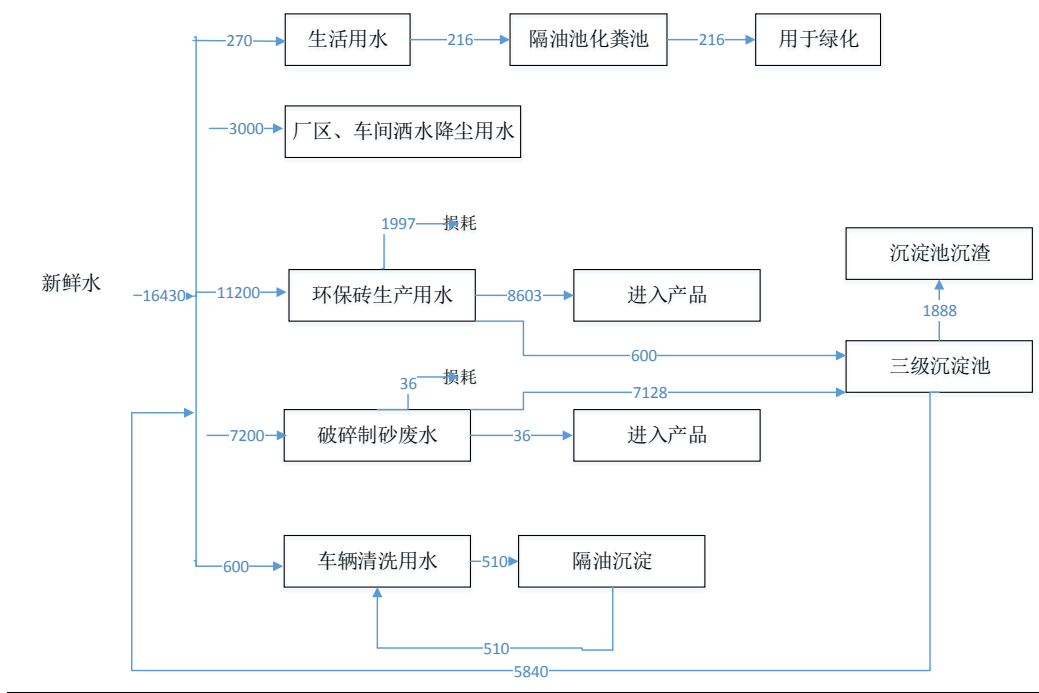 270
生活用水
216
隔油池化粪池
216
用于绿化
3000
厂区、车间洒水降尘用水
1997
损耗
沉淀池沉渣
新鲜水
16430
11200
环保砖生产用水
8603
进入产品
1888
600
三级沉淀池
36
损耗
7128
7200
破碎制砂废水
36
进入产品
600
车辆清洗用水
510
隔油沉淀
510
5840